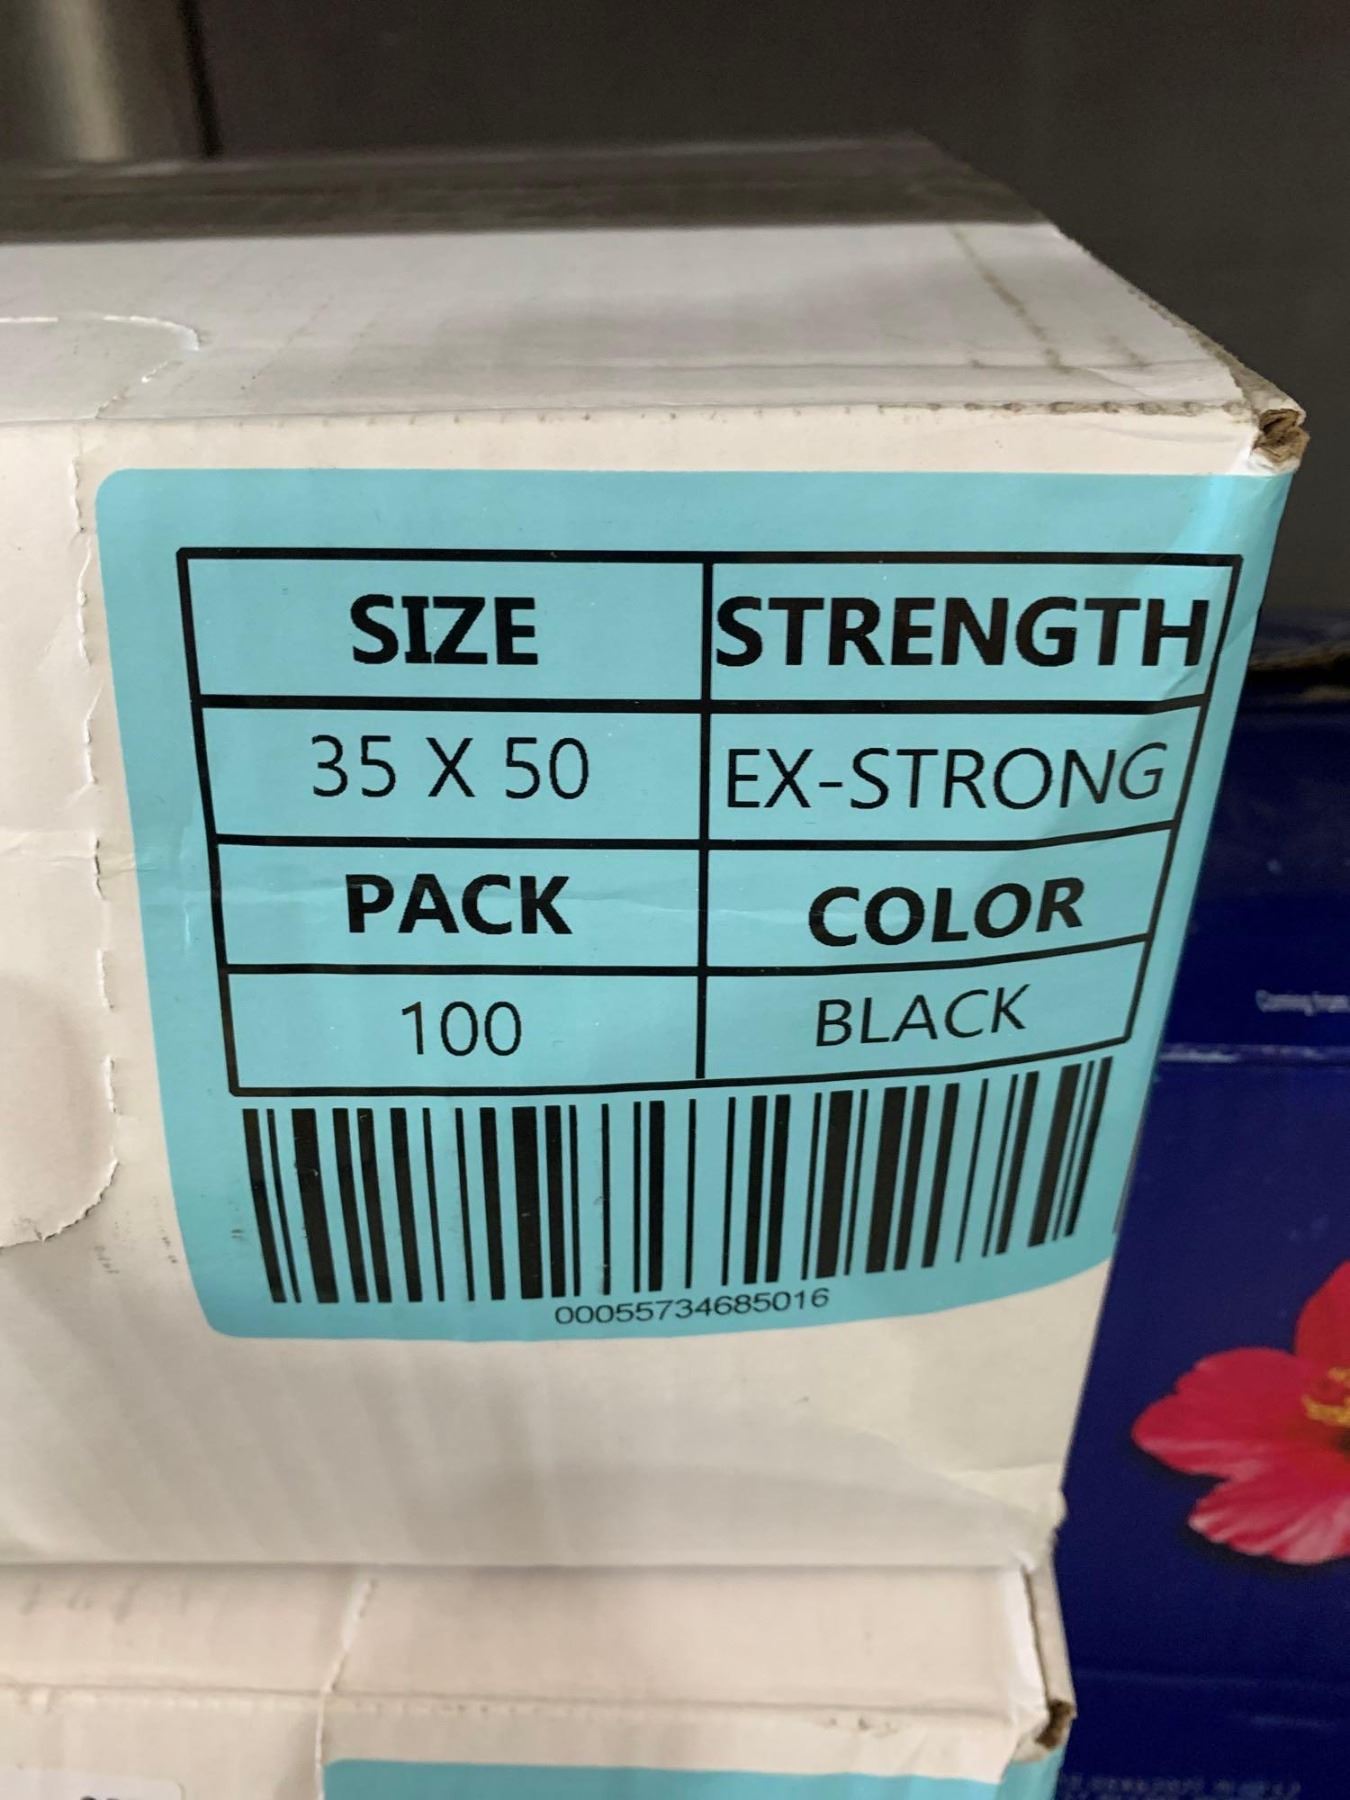 SIZE STRENGTH
35 X 50 EX-STRONG
PACK COLOR
100 BLACK
00055734685016